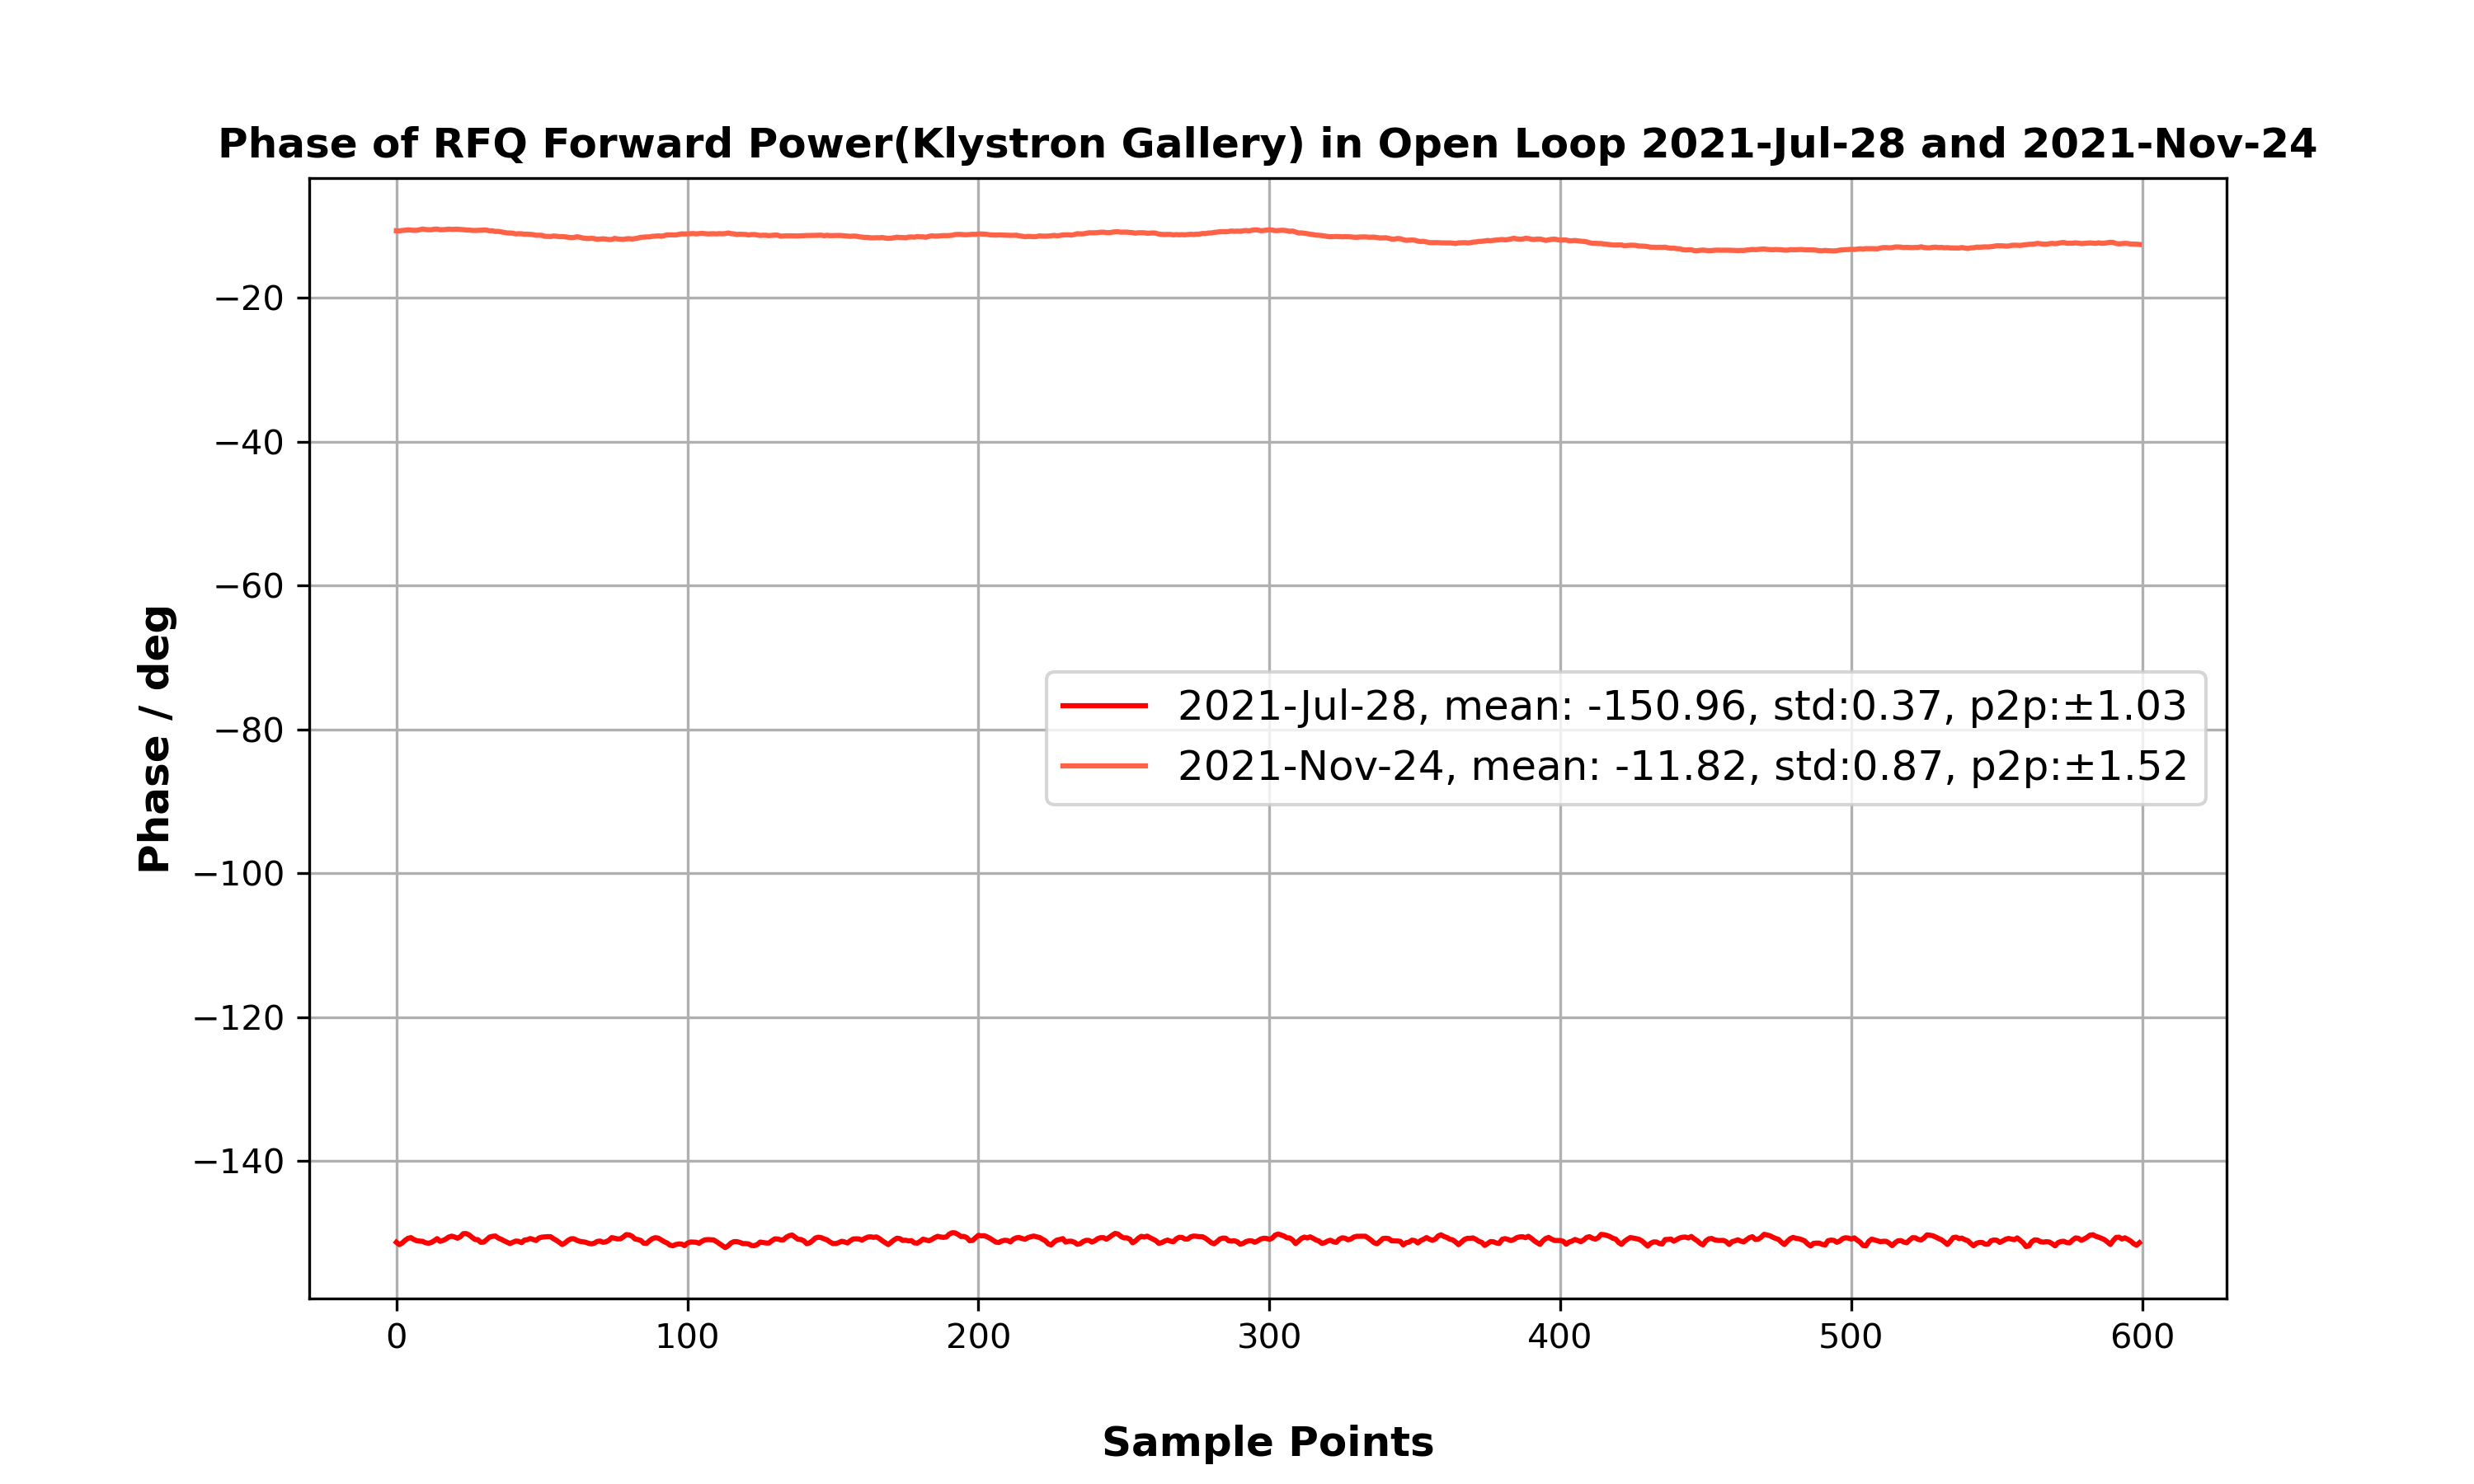 Phase of RFQ Forward Power(Klystron Gallery) in Open Loop 2021-Jul-28 and 2021-Nov-24
Phase / deg
−20
−40
−60
−80
−100
−120
−140
2021-Jul-28, mean: -150.96, std:0.37, p2p:±1.03
2021-Nov-24, mean: -11.82, std:0.87, p2p:±1.52
0 100 200 300 400 500 600
Sample Points